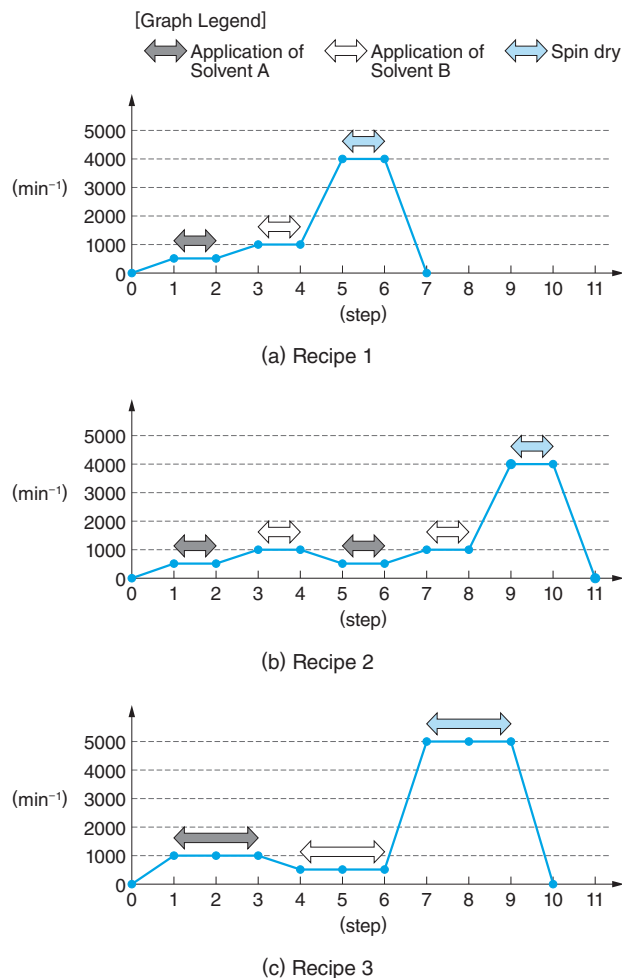 [Graph Legend]
Application of Solvent A
Application of Solvent B
Spin dry
5000
4000
(min⁻¹) 3000
2000
1000
0
0 1 2 3 4 5 6 7 8 9 10 11
(step)
(a) Recipe 1
5000
4000
(min⁻¹) 3000
2000
1000
0
0 1 2 3 4 5 6 7 8 9 10 11
(step)
(b) Recipe 2
5000
4000
(min⁻¹) 3000
2000
1000
0
0 1 2 3 4 5 6 7 8 9 10 11
(step)
(c) Recipe 3